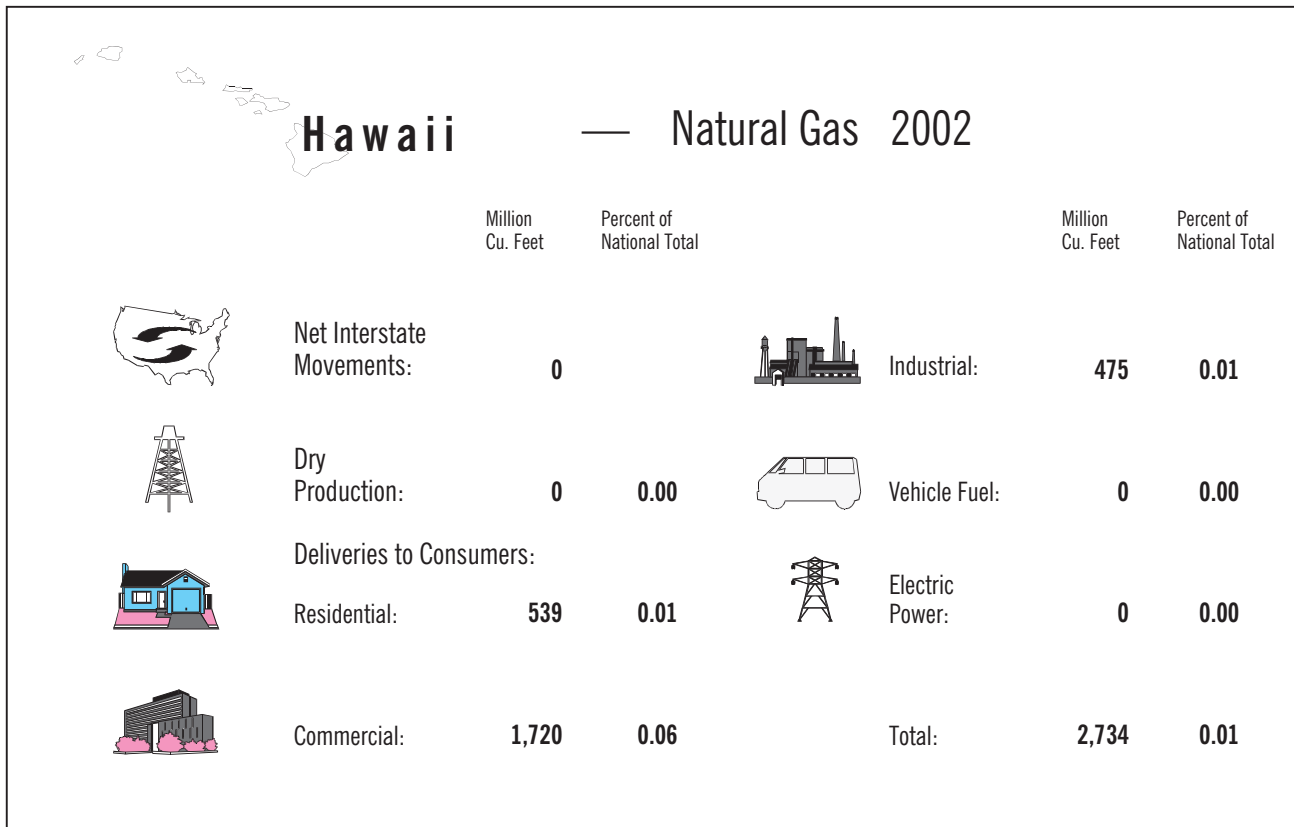 Hawaii — Natural Gas 2002
Million Cu. Feet
Percent of National Total
Net Interstate
Movements: 0
Dry
Production: 0 0.00
Deliveries to Consumers:
Residential: 539 0.01
Commercial: 1,720 0.06
Million Cu. Feet
Percent of National Total
Industrial: 475 0.01
Vehicle Fuel: 0 0.00
Electric
Power: 0 0.00
Total: 2,734 0.01